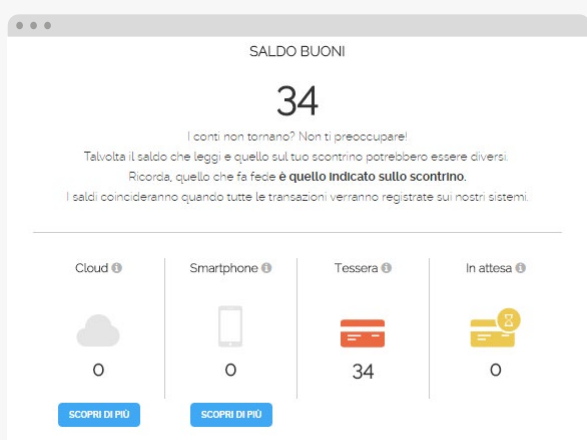 SALDO BUONI
34
I conti non tornano? Non ti preoccupare!
Talvolta il saldo che leggi e quello sul tuo scontrino potrebbero essere diversi.
Ricorda, quello che fa fede è quello indicato sullo scontrino.
I saldi coincideranno quando tutte le transazioni verranno registrate sui nostri sistemi.
Cloud i Smartphone i Tessera i In attesa i
0 0 34 0
SCOPRI DI PIÙ SCOPRI DI PIÙ